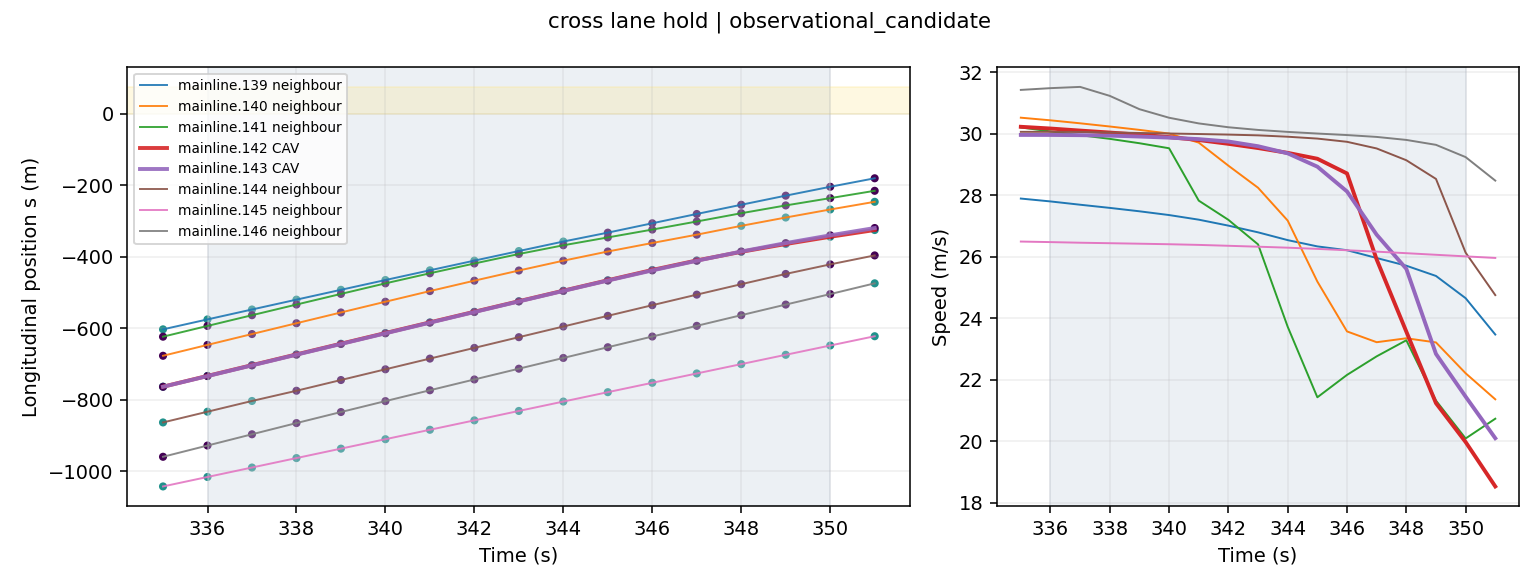 cross lane hold | observational_candidate
Longitudinal position s (m)
0
−200
−400
−600
−800
−1000
mainline.139 neighbour
mainline.140 neighbour
mainline.141 neighbour
mainline.142 CAV
mainline.143 CAV
mainline.144 neighbour
mainline.145 neighbour
mainline.146 neighbour
336 338 340 342 344 346 348 350
Time (s)
Speed (m/s)
32
30
28
26
24
22
20
18
336 338 340 342 344 346 348 350
Time (s)